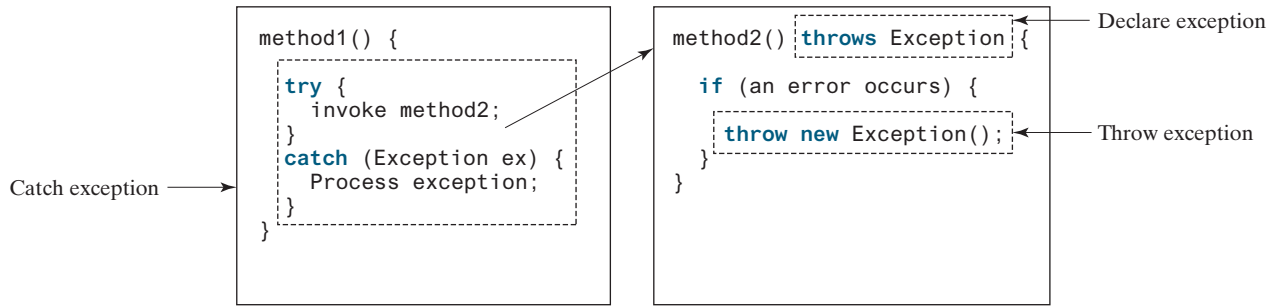 Catch exception
method1() {
try {
invoke method2;
}
catch (Exception ex) {
Process exception;
}
}
method2() throws Exception {
if (an error occurs) {
throw new Exception();
}
}
Declare exception
Throw exception